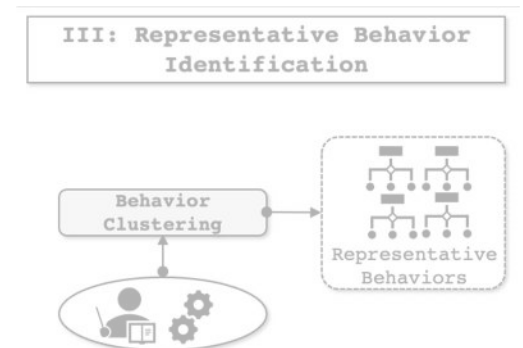 III: Representative Behavior
Identification
Behavior
Clustering
Representative
Behaviors